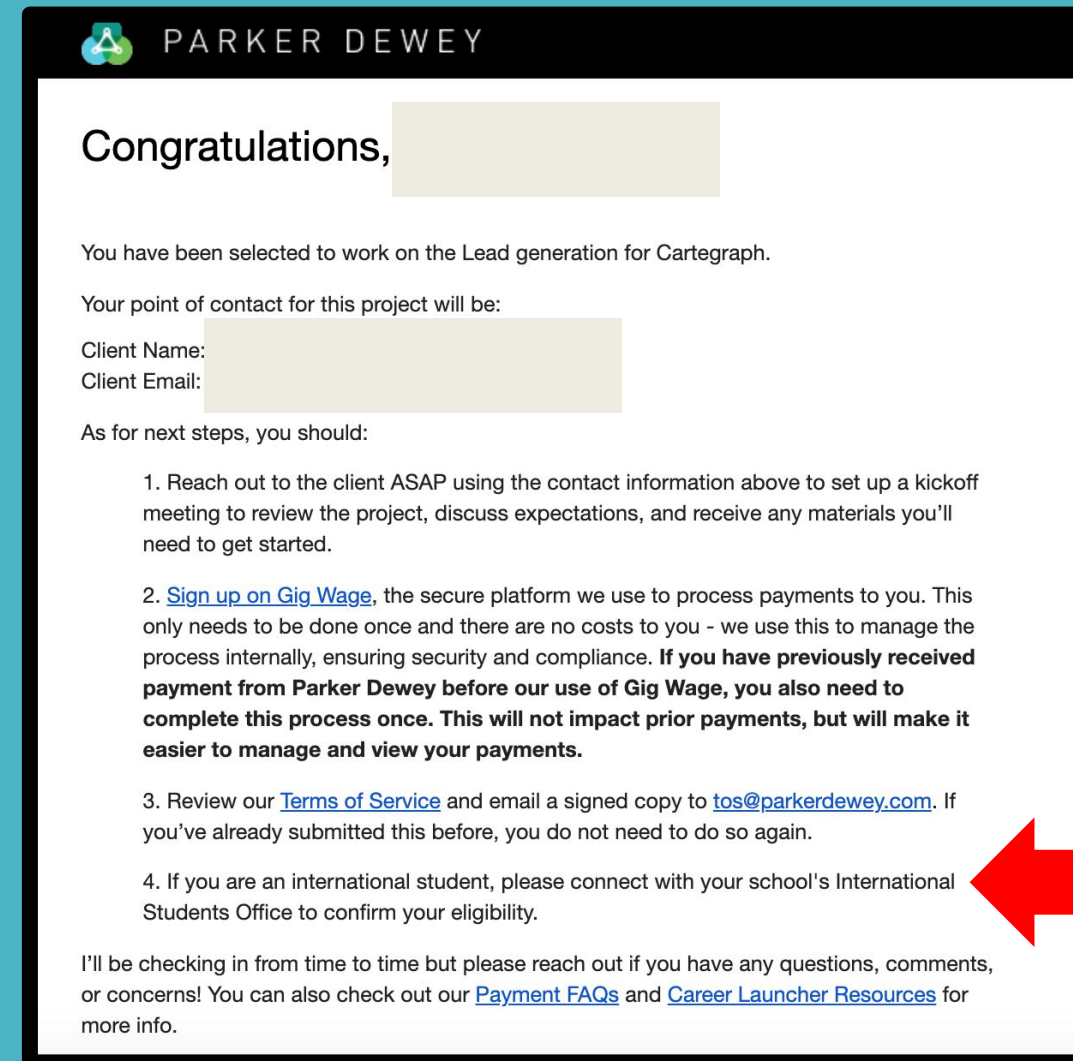 PARKER DEWEY
Congratulations,
You have been selected to work on the Lead generation for Cartegraph.
Your point of contact for this project will be:
Client Name:
Client Email:
As for next steps, you should:
1. Reach out to the client ASAP using the contact information above to set up a kickoff
meeting to review the project, discuss expectations, and receive any materials you’ll
need to get started.
2. Sign up on Gig Wage, the secure platform we use to process payments to you. This
only needs to be done once and there are no costs to you - we use this to manage the
process internally, ensuring security and compliance. If you have previously received
payment from Parker Dewey before our use of Gig Wage, you also need to
complete this process once. This will not impact prior payments, but will make it
easier to manage and view your payments.
3. Review our Terms of Service and email a signed copy to tos@parkerdewey.com. If
you’ve already submitted this before, you do not need to do so again.
4. If you are an international student, please connect with your school's International
Students Office to confirm your eligibility.
I’ll be checking in from time to time but please reach out if you have any questions, comments,
or concerns! You can also check out our Payment FAQs and Career Launcher Resources for
more info.